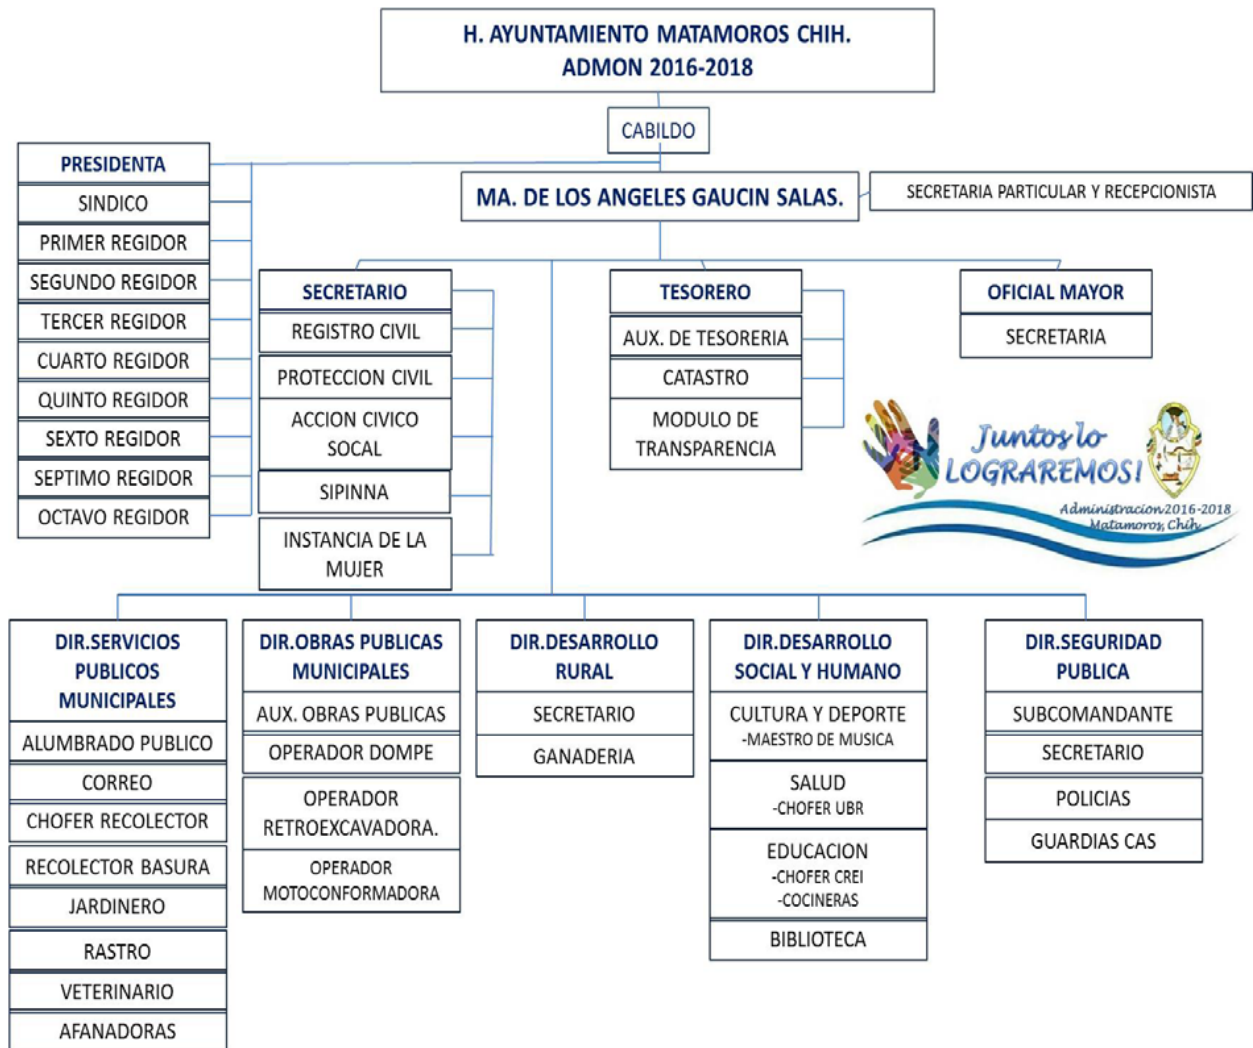 H. AYUNTAMIENTO MATAMOROS CHIH.
ADMON 2016-2018
CABILDO
PRESIDENTA
SINDICO
PRIMER REGIDOR
SEGUNDO REGIDOR
TERCER REGIDOR
CUARTO REGIDOR
QUINTO REGIDOR
SEXTO REGIDOR
SEPTIMO REGIDOR
OCTAVO REGIDOR
MA. DE LOS ANGELES GAUCIN SALAS.
SECRETARIA PARTICULAR Y RECEPCIONISTA
SECRETARIO
REGISTRO CIVIL
PROTECCION CIVIL
ACCION CIVICO
SOCAL
SIPINNA
INSTANCIA DE LA
MUJER
TESORERO
AUX. DE TESORERIA
CATASTRO
MODULO DE
TRANSPARENCIA
OFICIAL MAYOR
SECRETARIA
Juntos lo
LOGRAREMOS!
Administracion 2016-2018
Matamoros, Chih.
DIR.SERVICIOS
PUBLICOS
MUNICIPALES
ALUMBRADO PUBLICO
CORREO
CHOFER RECOLECTOR
RECOLECTOR BASURA
JARDINERO
RASTRO
VETERINARIO
AFANADORAS
DIR.OBRAS PUBLICAS
MUNICIPALES
AUX. OBRAS PUBLICAS
OPERADOR DOMPE
OPERADOR
RETROEXCAVADORA.
OPERADOR
MOTOCONFORMADORA
DIR.DESARROLLO
RURAL
SECRETARIO
GANADERIA
DIR.DESARROLLO
SOCIAL Y HUMANO
CULTURA Y DEPORTE
-MAESTRO DE MUSICA
SALUD
-CHOFER UBR
EDUCACION
-CHOFER CREI
-COCINERAS
BIBLIOTECA
DIR.SEGURIDAD
PUBLICA
SUBCOMANDANTE
SECRETARIO
POLICIAS
GUARDIAS CAS